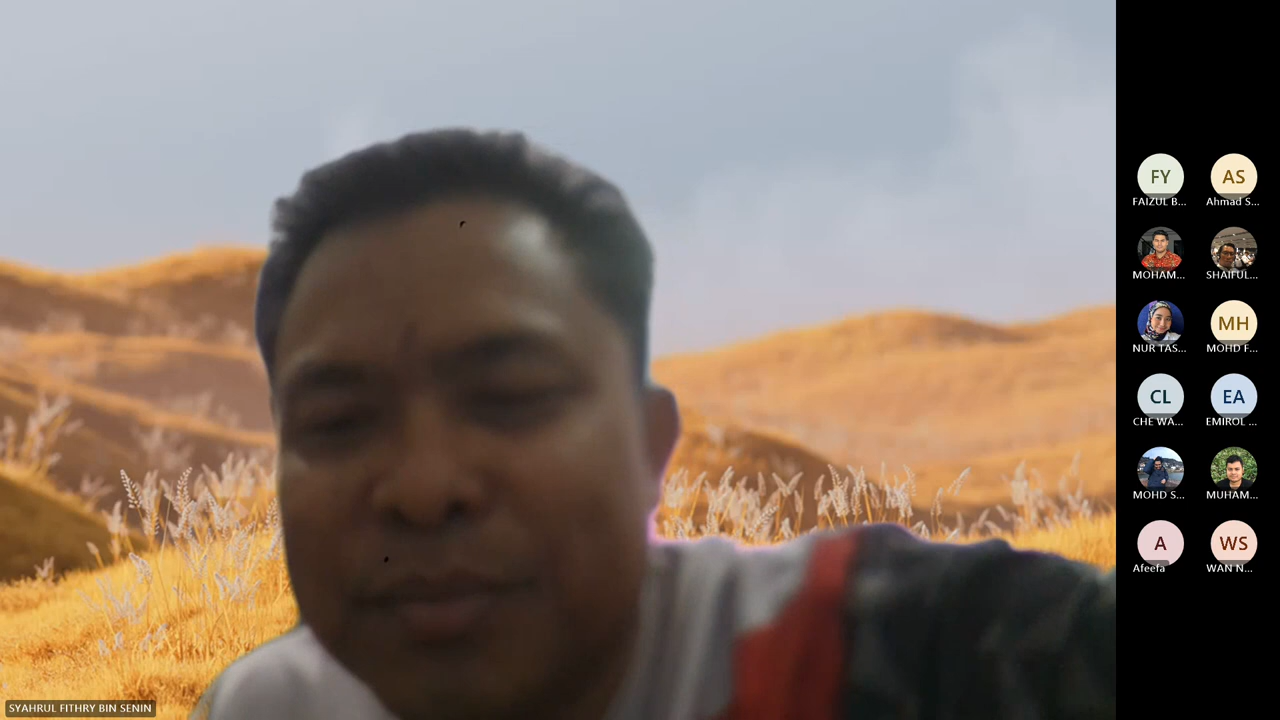 FY
AS
FAIZUL B...
Ahmad S...
MOHAM...
SHAIFUL...
NUR TAS...
MH
MOHD F...
CL
EA
CHE WA...
EMIROL ...
MOHD S...
MUHAM...
A
WS
Afeefa
WAN N...
SYAHRUL FITHRY BIN SENIN